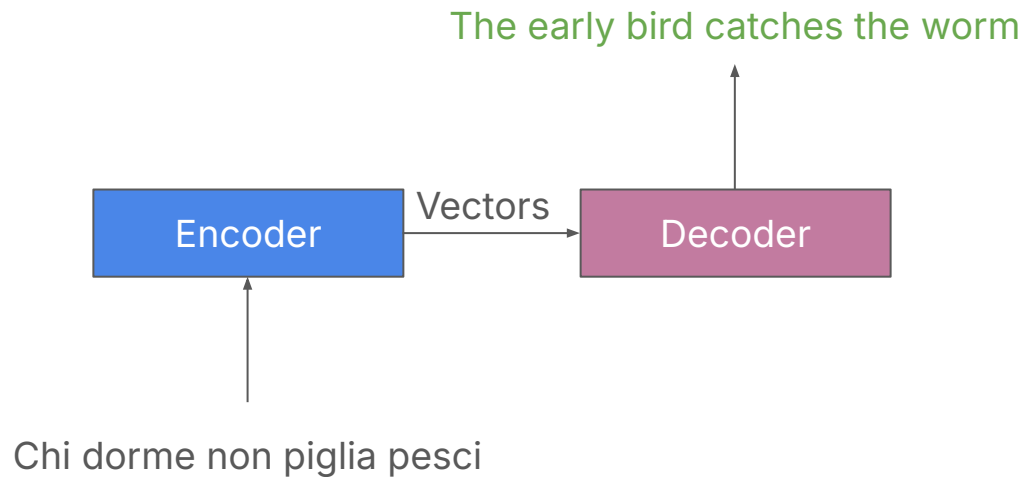 The early bird catches the worm
Vectors
Encoder
Decoder
Chi dorme non piglia pesci